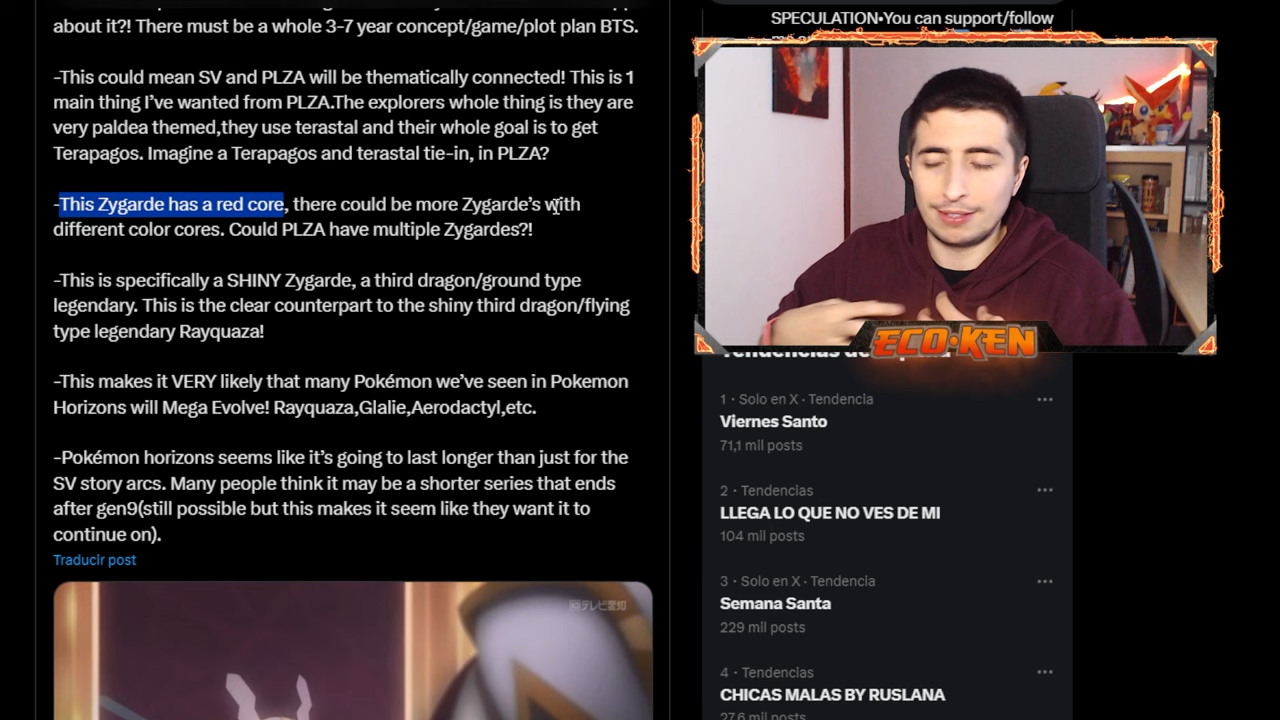 about it?! There must be a whole 3-7 year concept/game/plot plan BTS.
-This could mean SV and PLZA will be thematically connected! This is 1
main thing I've wanted from PLZA.The explorers whole thing is they are
very paldea themed,they use terastal and their whole goal is to get
Terapagos. Imagine a Terapagos and terastal tie-in, in PLZA?
-This Zygarde has a red core, there could be more Zygarde's with
different color cores. Could PLZA have multiple Zygardes?!
-This is specifically a SHINY Zygarde, a third dragon/ground type
legendary. This is the clear counterpart to the shiny third dragon/flying
type legendary Rayquaza!
-This makes it VERY likely that many Pokémon we've seen in Pokemon
Horizons will Mega Evolve! Rayquaza,Glalie,Aerodactyl,etc.
-Pokémon horizons seems like it's going to last longer than just for the
SV story arcs. Many people think it may be a shorter series that ends
after gen9(still possible but this makes it seem like they want it to
continue on).
Traducir post
テレビ愛知
SPECULATION•You can support/follow
ECO•KEN
Tendencias de
1 · Solo en X · Tendencia
Viernes Santo
71,1 mil posts
2 · Tendencias
LLEGA LO QUE NO VES DE MI
104 mil posts
3 · Solo en X · Tendencia
Semana Santa
229 mil posts
4 · Tendencias
CHICAS MALAS BY RUSLANA
27,6 mil posts